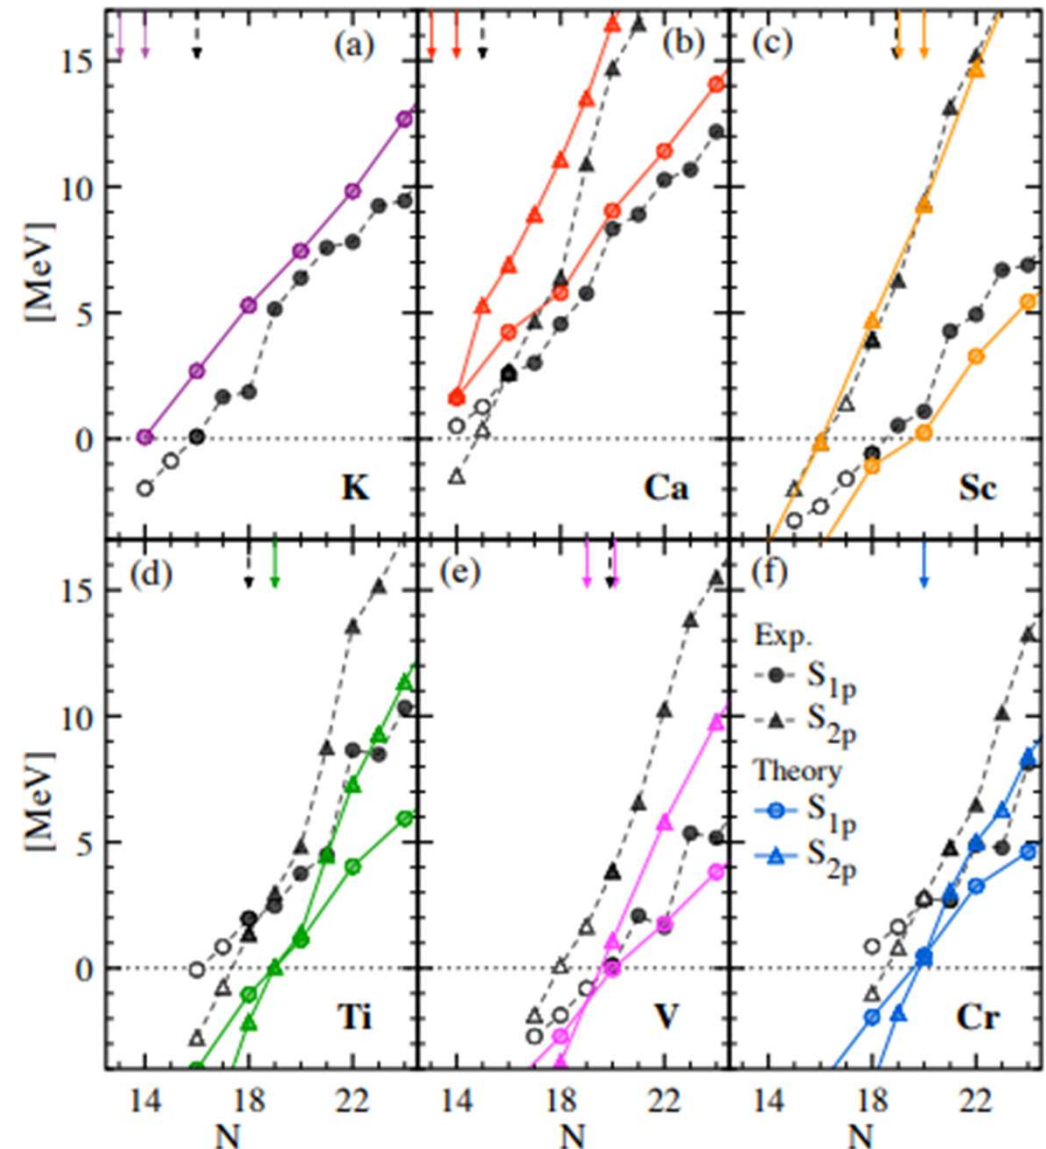 (a)
(b)
(c)
15
10
5
0
[MeV]
K
Ca
Sc
(d)
(e)
(f)
15
10
5
0
[MeV]
Exp.
S1p
S2p
Theory
S1p
S2p
Ti
V
Cr
14 18 22 14 18 22 14 18 22
N N N